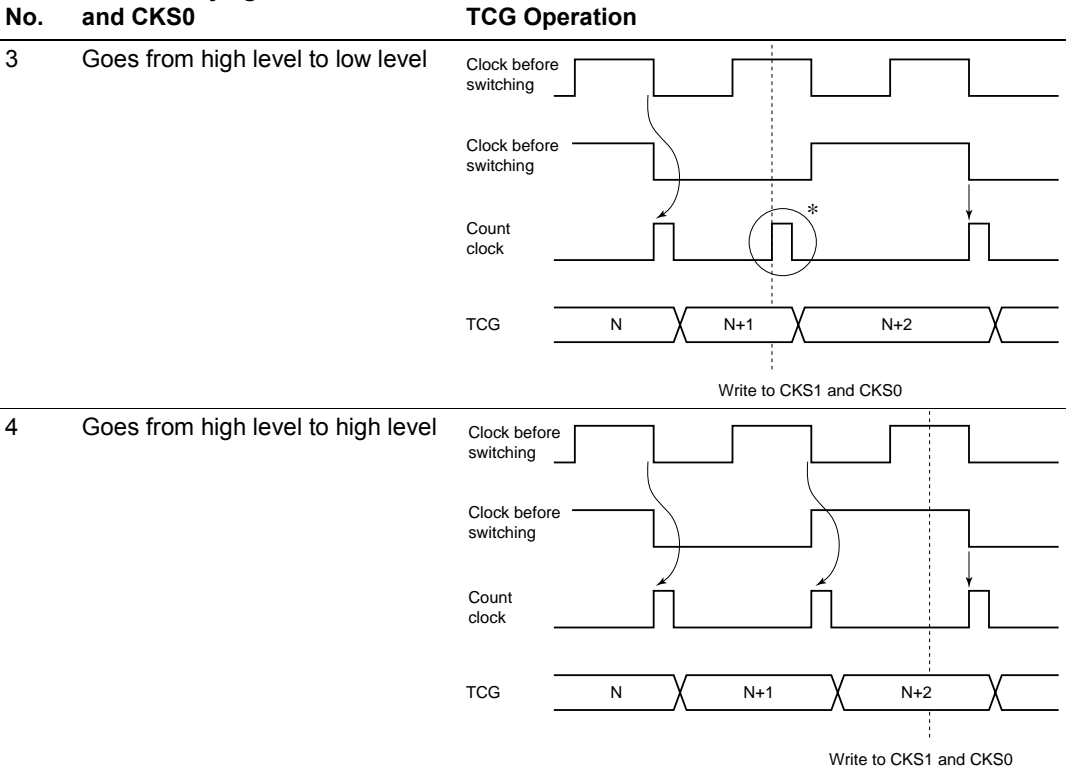 No. and CKS0 TCG Operation
3 Goes from high level to low level
Clock before
switching
Clock before
switching
*
Count
clock
TCG N N+1 N+2
Write to CKS1 and CKS0
4 Goes from high level to high level
Clock before
switching
Clock before
switching
Count
clock
TCG N N+1 N+2
Write to CKS1 and CKS0